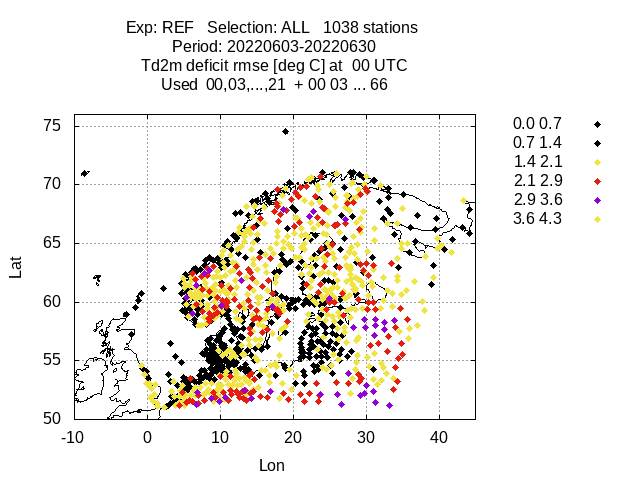 Exp: REF   Selection: ALL   1038 stations
Period: 20220603-20220630
Td2m deficit rmse [deg C] at  00 UTC
Used  00,03,...,21  + 00 03 ... 66
0.0 0.7
0.7 1.4
1.4 2.1
2.1 2.9
2.9 3.6
3.6 4.3
75
70
65
60
55
50
Lat
-10 0 10 20 30 40
Lon